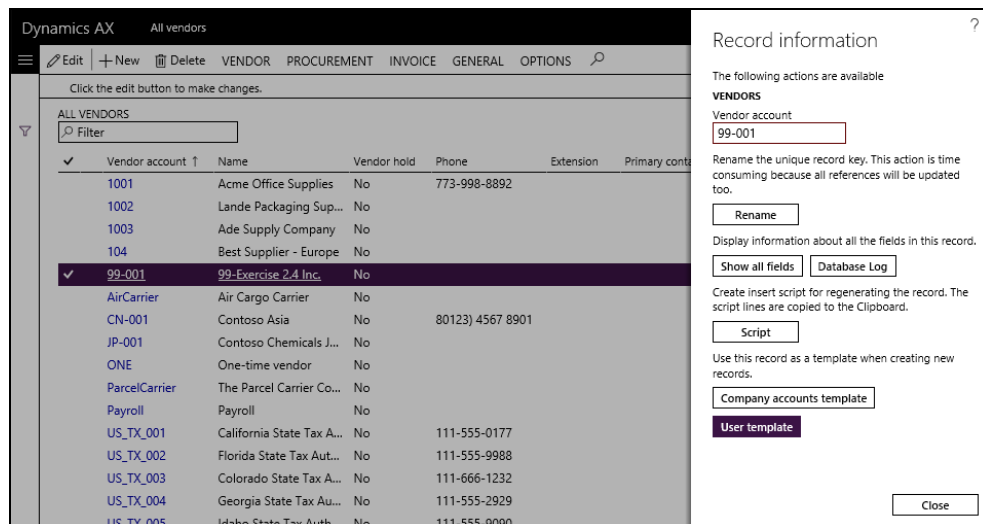 Dynamics AX All vendors
Edit New Delete VENDOR PROCUREMENT INVOICE GENERAL OPTIONS
Click the edit button to make changes.
ALL VENDORS
Filter
Vendor account ↑ Name Vendor hold Phone Extension Primary conta
1001 Acme Office Supplies No 773-998-8892
1002 Lande Packaging Sup... No
1003 Ade Supply Company No
104 Best Supplier - Europe No
99-001 99-Exercise 2.4 Inc. No
AirCarrier Air Cargo Carrier No
CN-001 Contoso Asia No 80123) 4567 8901
JP-001 Contoso Chemicals J... No
ONE One-time vendor No
ParcelCarrier The Parcel Carrier Co... No
Payroll Payroll No
US_TX_001 California State Tax A... No 111-555-0177
US_TX_002 Florida State Tax Aut... No 111-555-9988
US_TX_003 Colorado State Tax A... No 111-666-1232
US_TX_004 Georgia State Tax Au... No 111-555-2929
US_TX_005 Idaho State Tax Auth... No 111-555-9090
?
Record information
The following actions are available
VENDORS
Vendor account
99-001
Rename the unique record key. This action is time
consuming because all references will be updated
too.
Rename
Display information about all the fields in this record.
Show all fields Database Log
Create insert script for regenerating the record. The
script lines are copied to the Clipboard.
Script
Use this record as a template when creating new
records.
Company accounts template
User template
Close